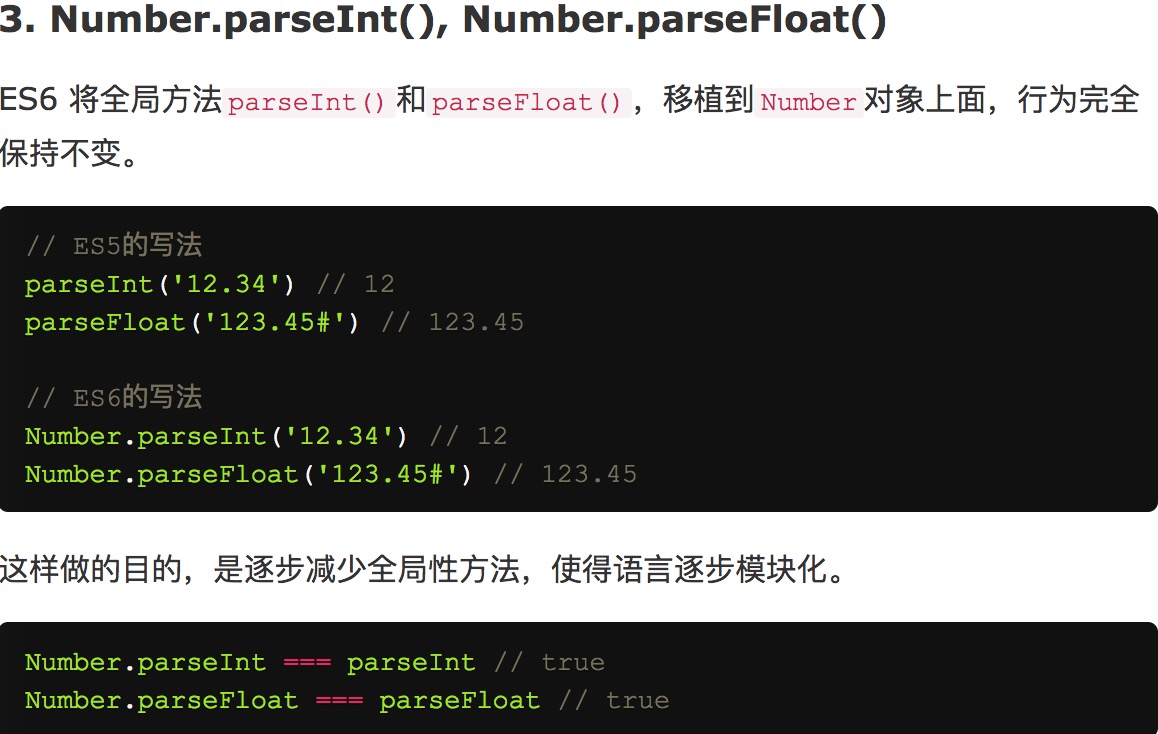 3. Number.parseInt(), Number.parseFloat()
ES6 将全局方法parseInt()和parseFloat()，移植到Number对象上面，行为完全
保持不变。
// ES5的写法
parseInt('12.34') // 12
parseFloat('123.45#') // 123.45
// ES6的写法
Number.parseInt('12.34') // 12
Number.parseFloat('123.45#') // 123.45
这样做的目的，是逐步减少全局性方法，使得语言逐步模块化。
Number.parseInt === parseInt // true
Number.parseFloat === parseFloat // true